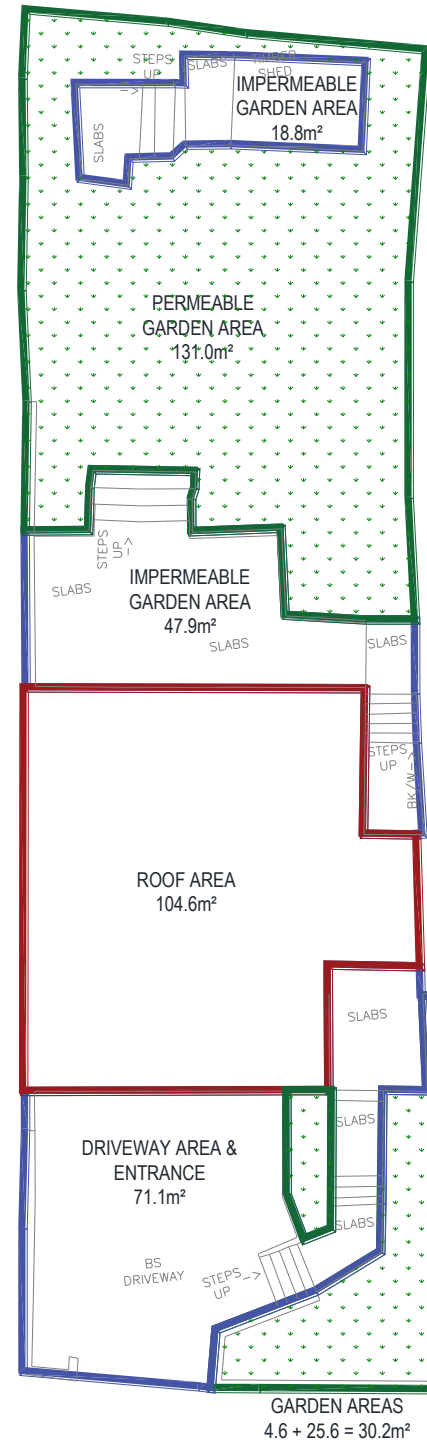 STEPS
UP
->
SLABS
TIMBER
SHED
IMPERMEABLE
GARDEN AREA
18.8m²
SLABS
PERMEABLE
GARDEN AREA
131.0m²
STEPS
UP
->
IMPERMEABLE
GARDEN AREA
47.9m²
SLABS
SLABS
SLABS
STEPS
UP
BK/W->
ROOF AREA
104.6m²
SLABS
SLABS
DRIVEWAY AREA &
ENTRANCE
71.1m²
SLABS
BS
DRIVEWAY
STEPS ->
UP
GARDEN AREAS
4.6 + 25.6 = 30.2m²